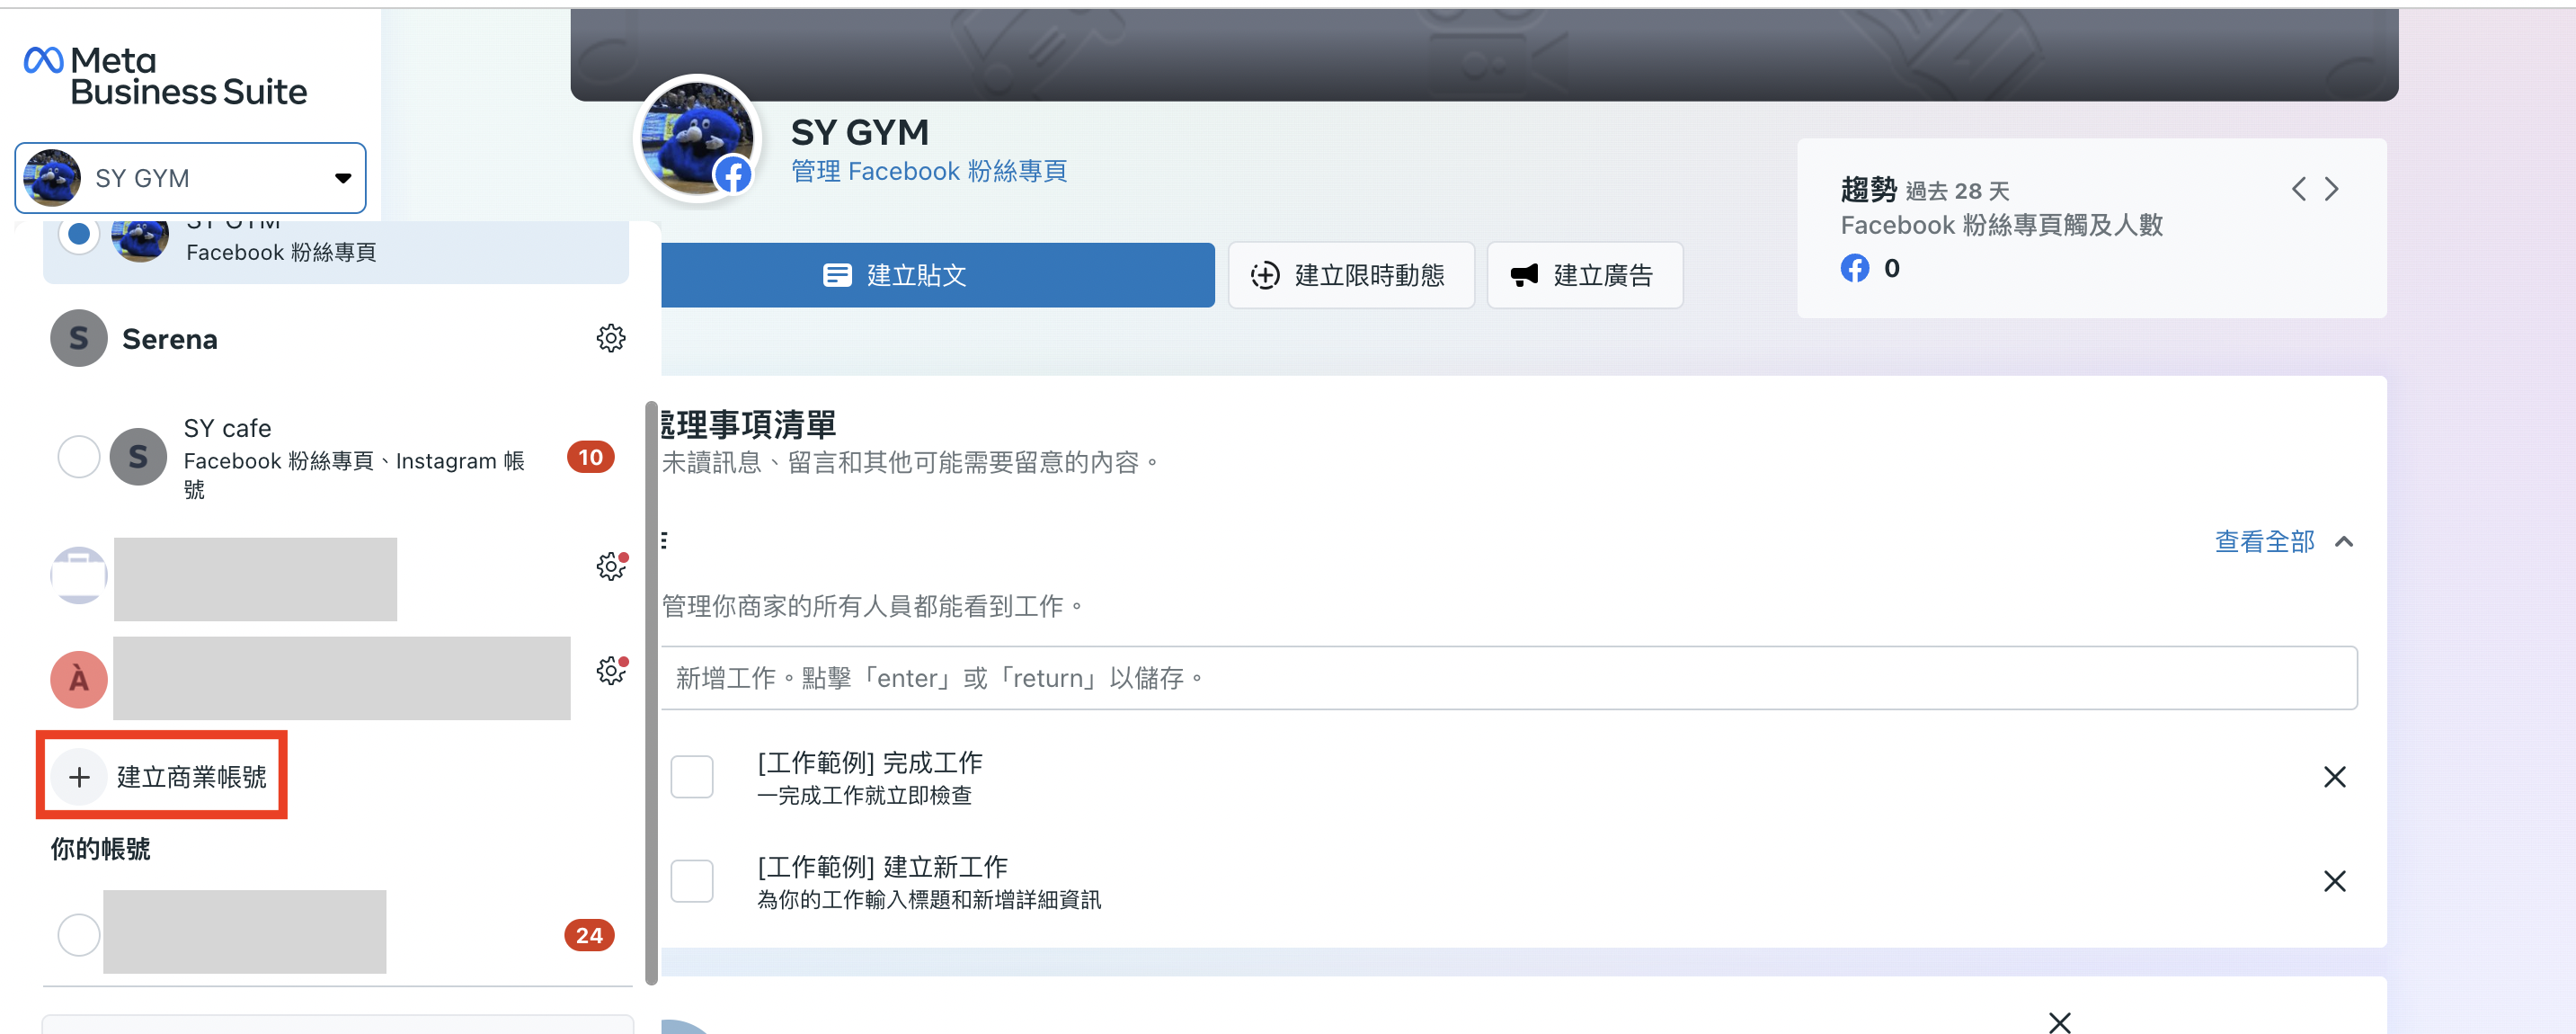 Meta
Business Suite
SY GYM
SY GYM
Facebook 粉絲專頁
S
Serena
S
SY cafe
Facebook 粉絲專頁、Instagram 帳
號
10
À
建立商業帳號
你的帳號
24
SY GYM
管理 Facebook 粉絲專頁
建立貼文
建立限時動態
建立廣告
趨勢 過去 28 天
Facebook 粉絲專頁觸及人數
0
處理事項清單
未讀訊息、留言和其他可能需要留意的內容。
查看全部
管理你商家的所有人員都能看到工作。
新增工作。點擊「enter」或「return」以儲存。
[工作範例] 完成工作
一完成工作就立即檢查
[工作範例] 建立新工作
為你的工作輸入標題和新增詳細資訊